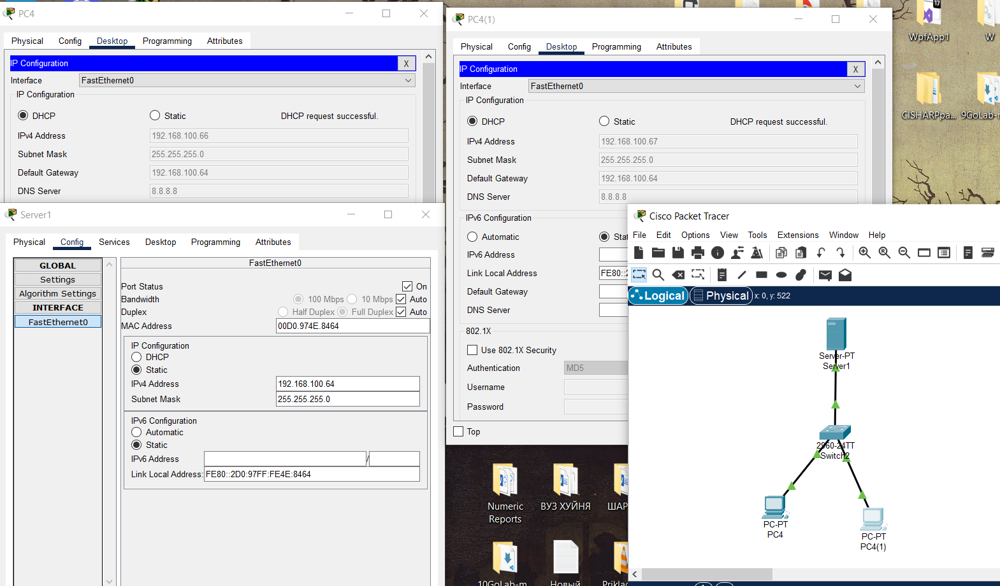 PC4
Physical Config Desktop Programming Attributes
IP Configuration X
Interface FastEthernet0
IP Configuration
DHCP Static DHCP request successful.
IPv4 Address 192.168.100.66
Subnet Mask 255.255.255.0
Default Gateway 192.168.100.64
DNS Server 8.8.8.8
PC4(1)
Physical Config Desktop Programming Attributes
IP Configuration X
Interface FastEthernet0
IP Configuration
DHCP Static DHCP request successful.
IPv4 Address 192.168.100.67
Subnet Mask 255.255.255.0
Default Gateway 192.168.100.64
DNS Server 8.8.8.8
IPv6 Configuration
Automatic Stat
IPv6 Address
Link Local Address FE80::2
Default Gateway
DNS Server
802.1X
Use 802.1X Security
Authentication MD5
Username
Password
Top
Server1
Physical Config Services Desktop Programming Attributes
GLOBAL
Settings
Algorithm Settings
INTERFACE
FastEthernet0
FastEthernet0
Port Status On
Bandwidth 100 Mbps 10 Mbps Auto
Duplex Half Duplex Full Duplex Auto
MAC Address 00D0.974E.8464
IP Configuration
DHCP
Static
IPv4 Address 192.168.100.64
Subnet Mask 255.255.255.0
IPv6 Configuration
Automatic
Static
IPv6 Address /
Link Local Address: FE80::2D0:97FF:FE4E:8464
Cisco Packet Tracer
File Edit Options View Tools Extensions Window Help
Logical Physical x: 0, y: 522
Server-PT
Server1
2960-24TT
Switch2
PC-PT
PC4
PC-PT
PC4(1)
17
WpfApp1 W
CISHARPpa... 9GoLab-
Numeric
Reports
ВУЗ ХУЙНЯ
ШАР
10GoLab-m
Новый
Prikla